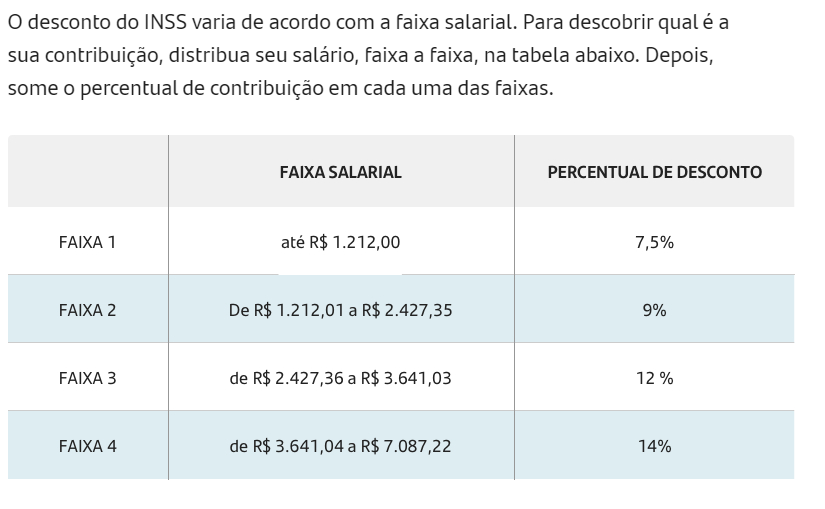 O desconto do INSS varia de acordo com a faixa salarial. Para descobrir qual é a
sua contribuição, distribua seu salário, faixa a faixa, na tabela abaixo. Depois,
some o percentual de contribuição em cada uma das faixas.
FAIXA SALARIAL PERCENTUAL DE DESCONTO
FAIXA 1 até R$ 1.212,00 7,5%
FAIXA 2 De R$ 1.212,01 a R$ 2.427,35 9%
FAIXA 3 de R$ 2.427,36 a R$ 3.641,03 12 %
FAIXA 4 de R$ 3.641,04 a R$ 7.087,22 14%